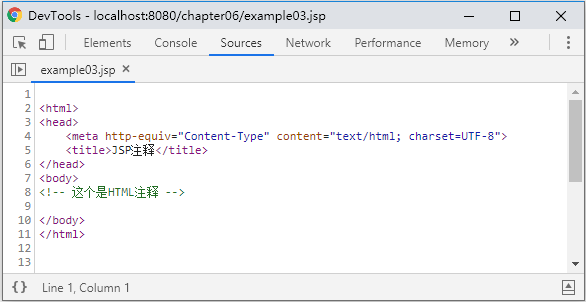 DevTools - localhost:8080/chapter06/example03.jsp
Elements Console Sources Network Performance Memory »
example03.jsp ×
1
2 <html>
3 <head>
4 <meta http-equiv="Content-Type" content="text/html; charset=UTF-8">
5 <title>JSP注释</title>
6 </head>
7 <body>
8 <!-- 这个是HTML注释 -->
9
10 </body>
11 </html>
12
13
{} Line 1, Column 1